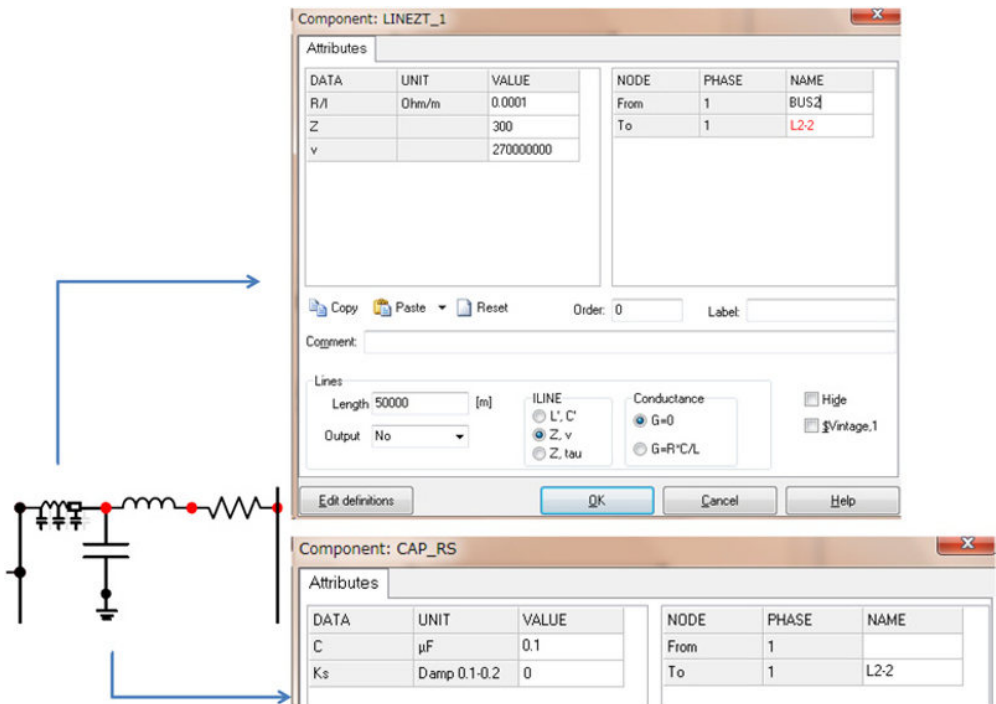 Component: LINEZT_1
X
Attributes
DATA UNIT VALUE
R/l Ohm/m 0.0001
Z 300
v 270000000
NODE PHASE NAME
From 1 BUS2
To 1 L2-2
Copy Paste Reset Order: 0 Label:
Comment:
Lines
Length 50000 [m]
Output No
ILINE
L', C'
Z, v
Z, tau
Conductance
G=0
G=R*C/L
Hide
$Vintage,1
Edit definitions OK Cancel Help
Component: CAP_RS
X
Attributes
DATA UNIT VALUE
C µF 0.1
Ks Damp 0.1-0.2 0
NODE PHASE NAME
From 1
To 1 L2-2